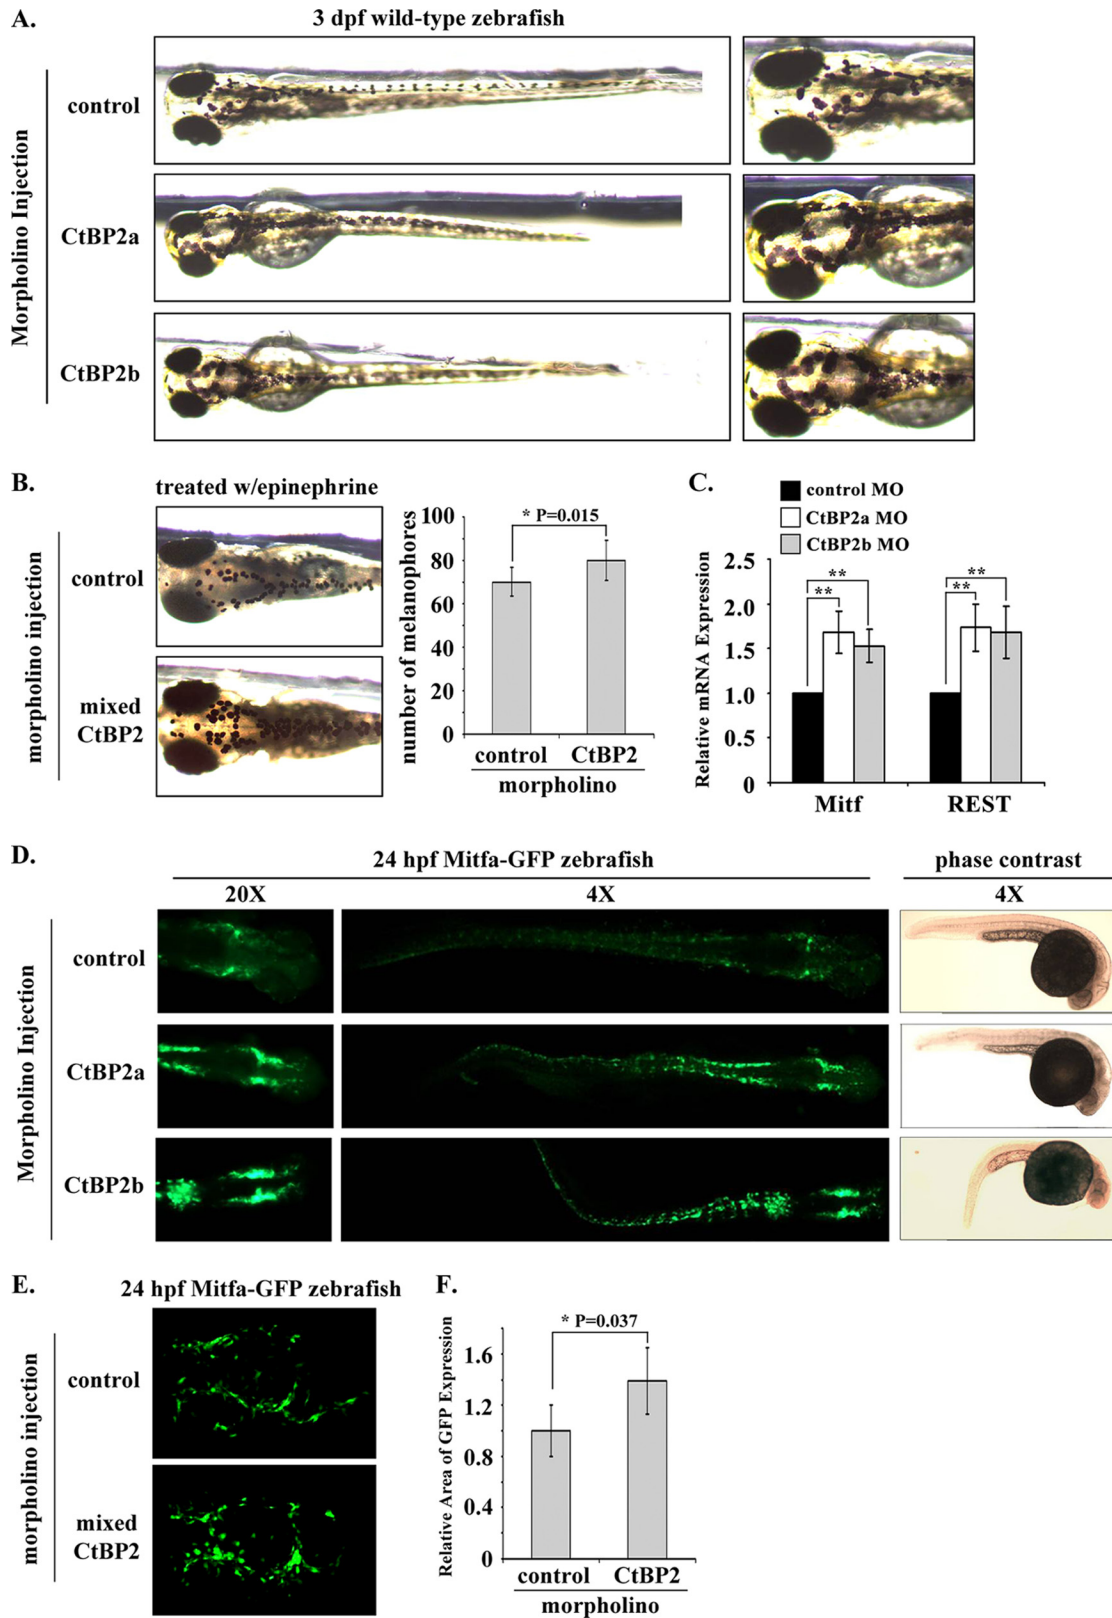 A.
3 dpf wild-type zebrafish
Morpholino Injection
control
CtBP2a
CtBP2b
B.
treated w/epinephrine
morpholino injection
control
mixed
CtBP2
number of melanophores
100
80
60
40
20
0
* P=0.015
control
CtBP2
morpholino
C.
control MO
CtBP2a MO
CtBP2b MO
Relative mRNA Expression
2.5
2.0
1.5
1.0
0.5
0
**
**
**
**
Mitf
REST
D.
24 hpf Mitfa-GFP zebrafish
phase contrast
20X
4X
4X
Morpholino Injection
control
CtBP2a
CtBP2b
E.
24 hpf Mitfa-GFP zebrafish
morpholino injection
control
mixed
CtBP2
F.
Relative Area of GFP Expression
1.6
1.2
0.8
0.4
0
* P=0.037
control
CtBP2
morpholino